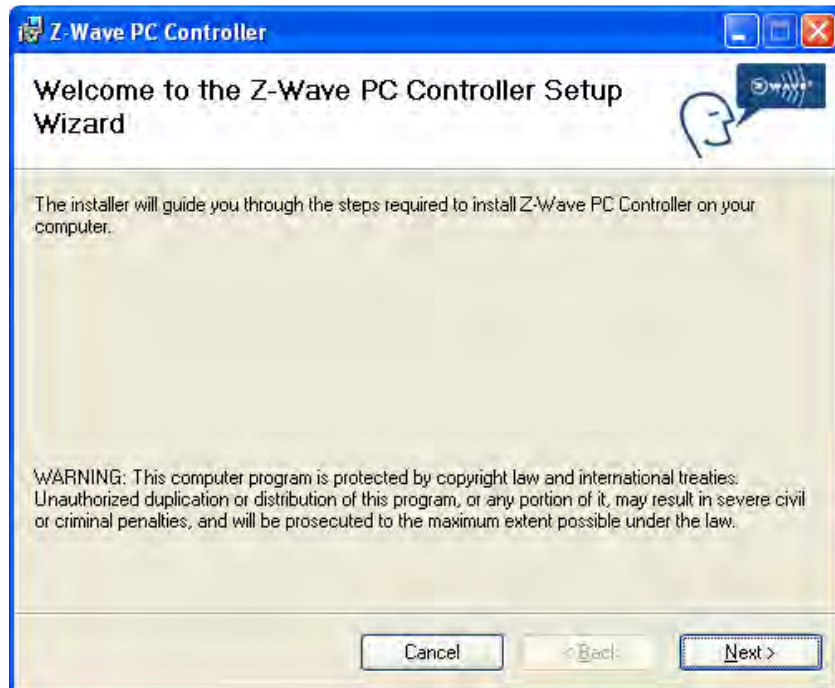 Z-Wave PC Controller
Welcome to the Z-Wave PC Controller Setup
Wizard
The installer will guide you through the steps required to install Z-Wave PC Controller on your
computer.
WARNING: This computer program is protected by copyright law and international treaties.
Unauthorized duplication or distribution of this program, or any portion of it, may result in severe civil
or criminal penalties, and will be prosecuted to the maximum extent possible under the law.
Cancel
< Back
Next >